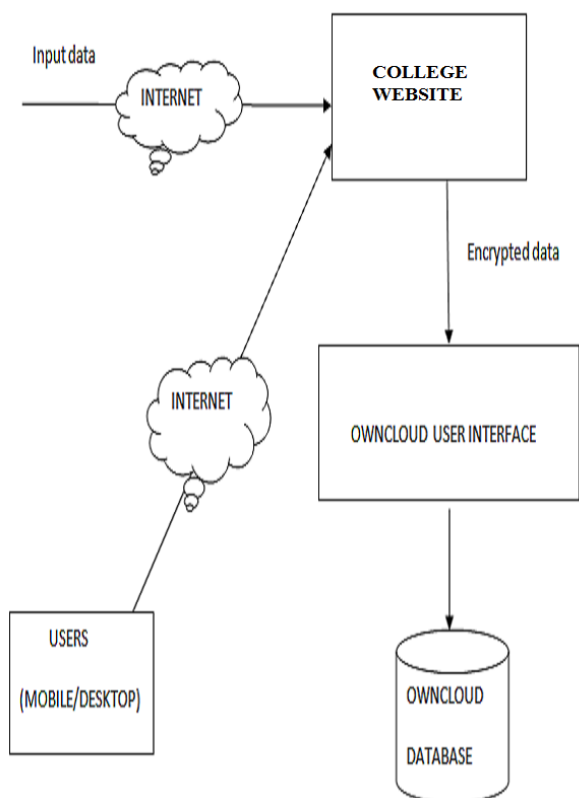 Input data
INTERNET
COLLEGE
WEBSITE
Encrypted data
INTERNET
OWNCLOUD USER INTERFACE
USERS
(MOBILE/DESKTOP)
OWNCLOUD
DATABASE